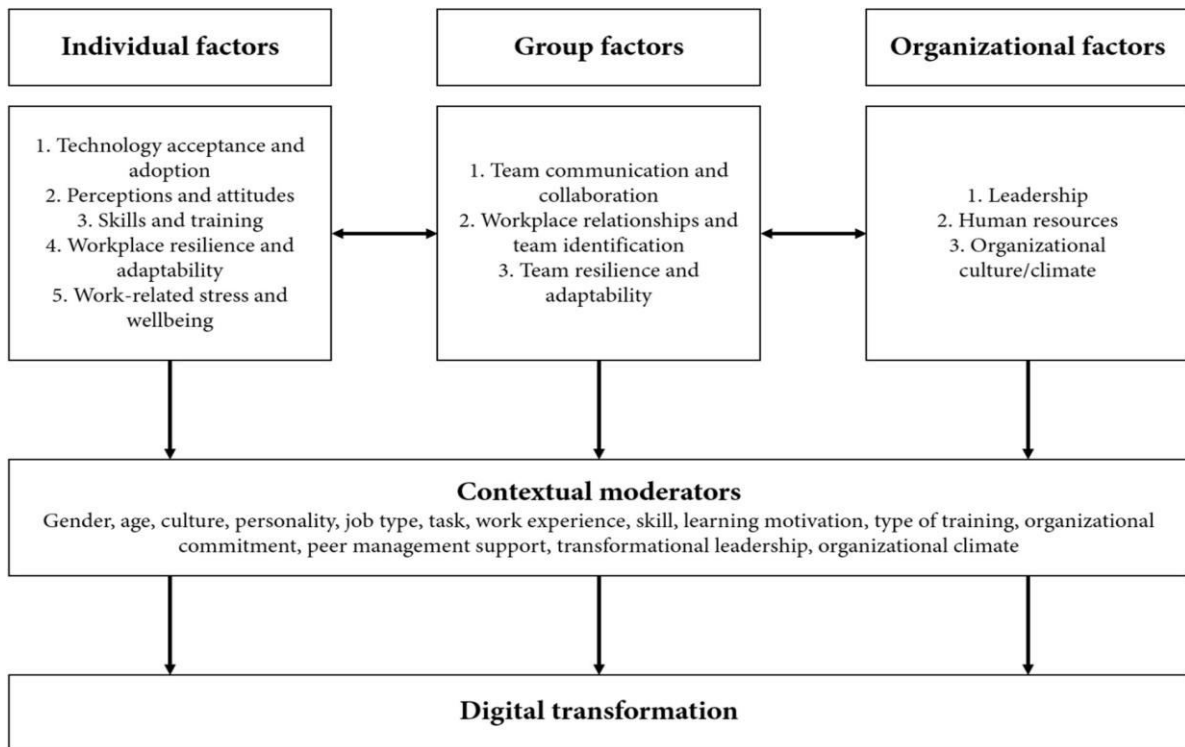 Individual factors
Group factors
Organizational factors
1. Technology acceptance and
adoption
2. Perceptions and attitudes
3. Skills and training
4. Workplace resilience and
adaptability
5. Work-related stress and
wellbeing
1. Team communication and
collaboration
2. Workplace relationships and
team identification
3. Team resilience and
adaptability
1. Leadership
2. Human resources
3. Organizational
culture/climate
Contextual moderators
Gender, age, culture, personality, job type, task, work experience, skill, learning motivation, type of training, organizational
commitment, peer management support, transformational leadership, organizational climate
Digital transformation